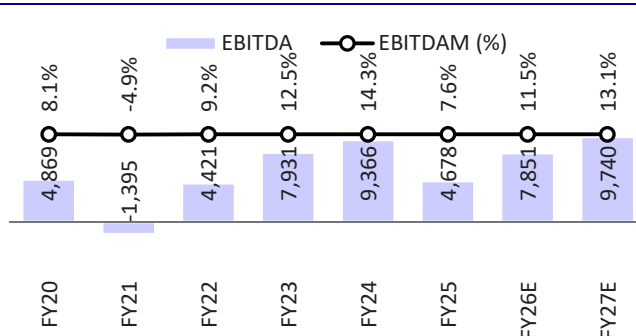 EBITDA EBITDAM (%)
8.1% -4.9% 9.2% 12.5% 14.3% 7.6% 11.5% 13.1%
4,869 -1,395 4,421 7,931 9,366 4,678 7,851 9,740
FY20 FY21 FY22 FY23 FY24 FY25 FY26E FY27E